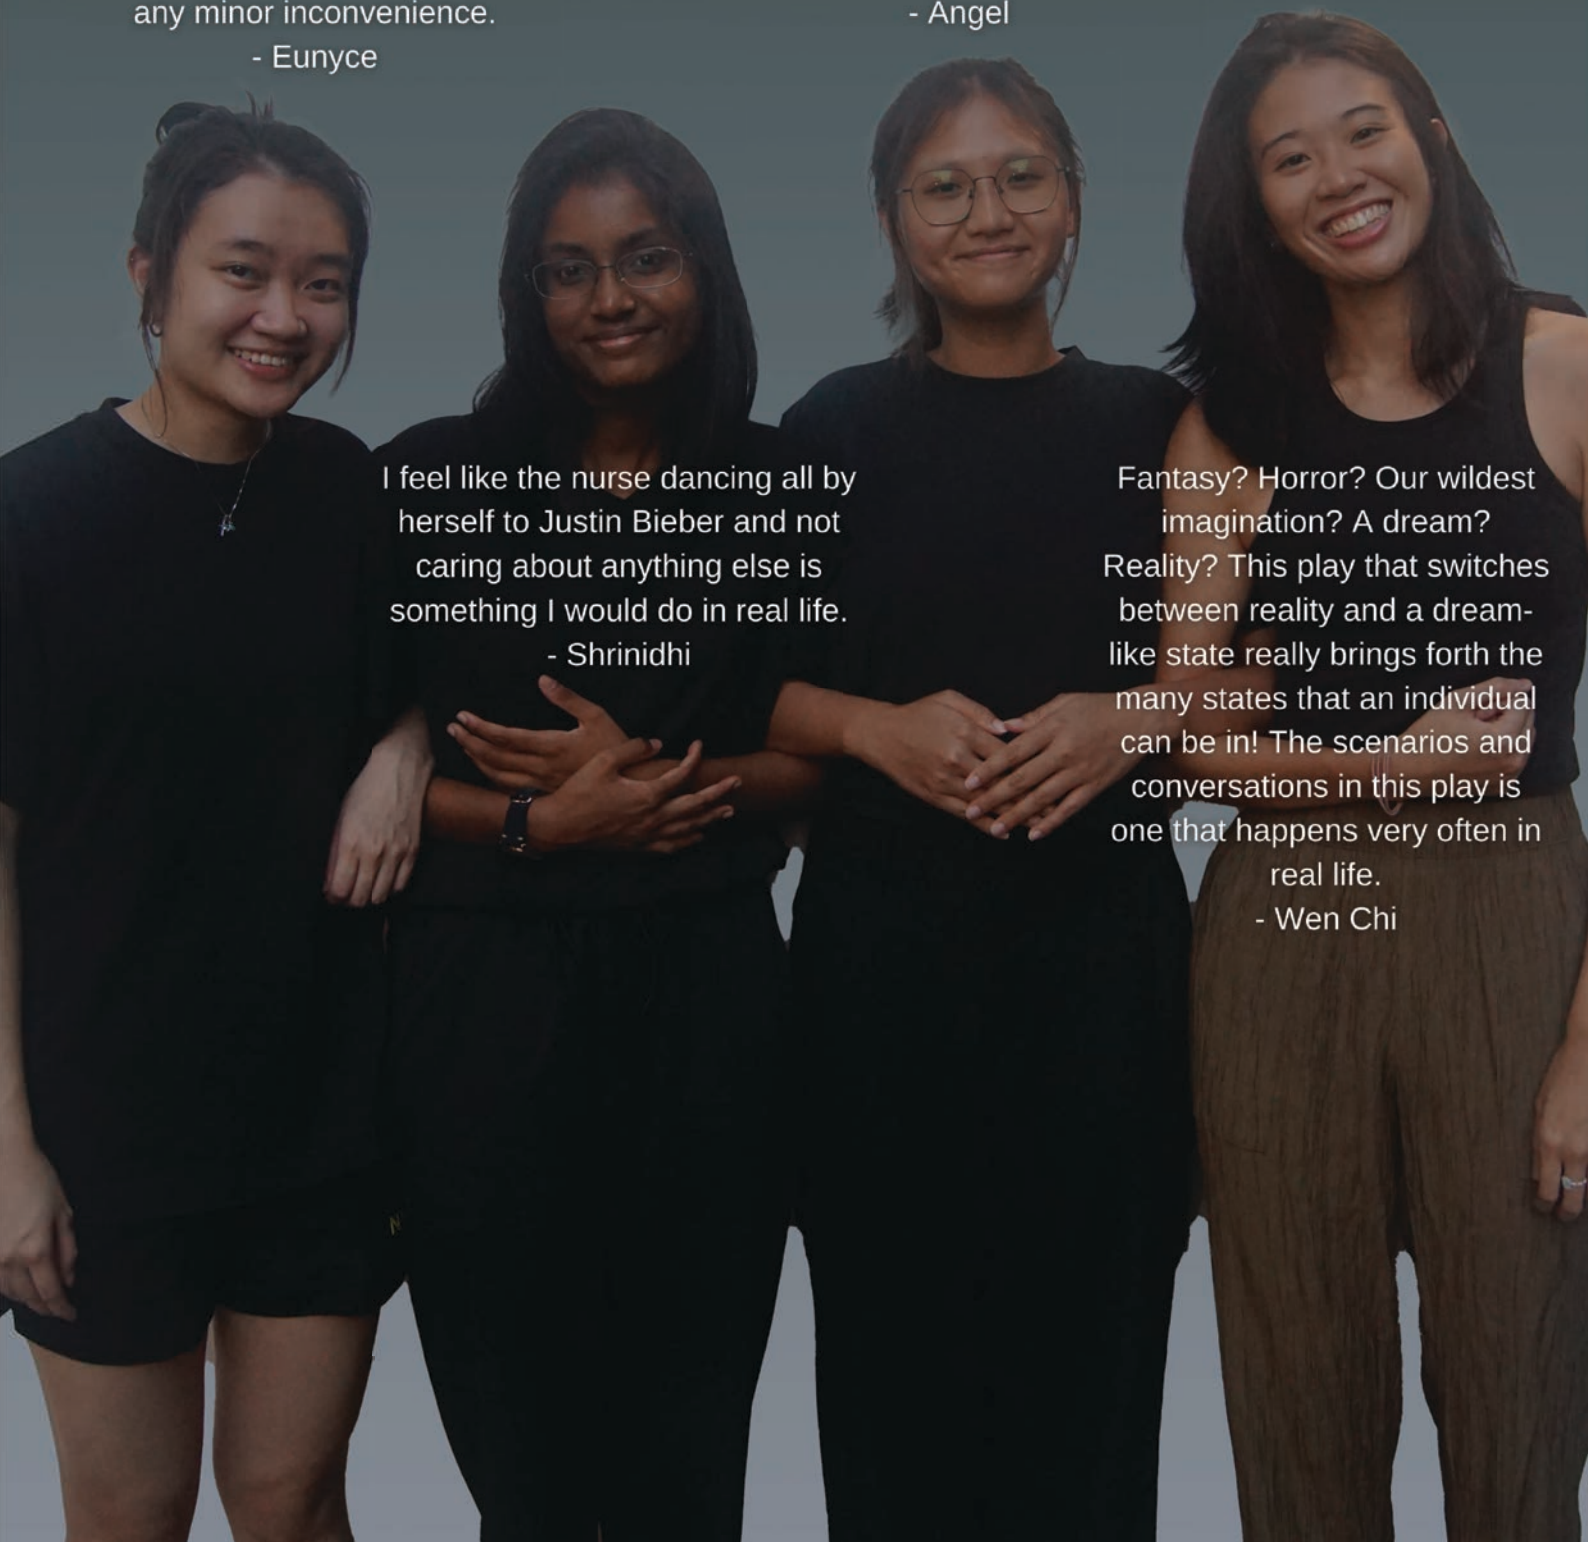 any minor inconvenience.
- Eunyce
- Angel
I feel like the nurse dancing all by
herself to Justin Bieber and not
caring about anything else is
something I would do in real life.
- Shrinidhi
Fantasy? Horror? Our wildest
imagination? A dream?
Reality? This play that switches
between reality and a dream-
like state really brings forth the
many states that an individual
can be in! The scenarios and
conversations in this play is
one that happens very often in
real life.
- Wen Chi